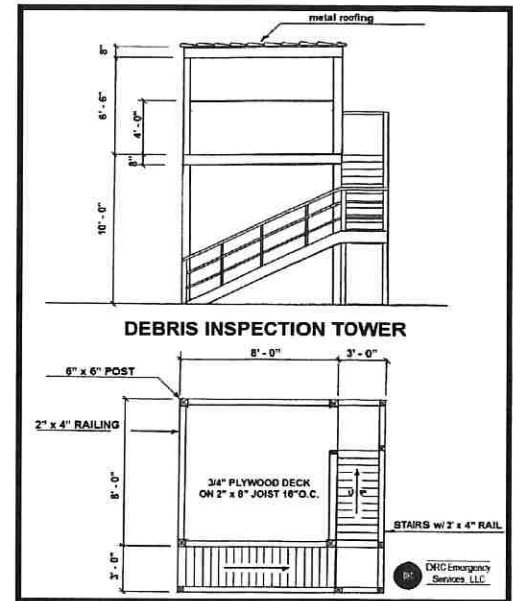 metal roofing
8"
6' - 6"
4' - 0"
8"
10' - 0"
DEBRIS INSPECTION TOWER
8' - 0"
3' - 0"
6" x 6" POST
2" x 4" RAILING
8' - 0"
3/4" PLYWOOD DECK
ON 2" x 8" JOIST 16"O.C.
STAIRS w/ 2' x 4" RAIL
3' - 0"
DRC Emergency
Services, LLC